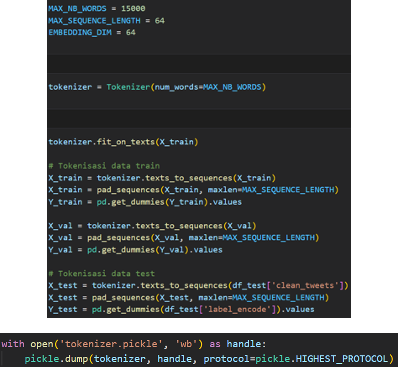 MAX_NB_WORDS = 15000
MAX_SEQUENCE_LENGTH = 64
EMBEDDING_DIM = 64
tokenizer = Tokenizer(num_words=MAX_NB_WORDS)
tokenizer.fit_on_texts(X_train)
# Tokenisasi data train
X_train = tokenizer.texts_to_sequences(X_train)
X_train = pad_sequences(X_train, maxlen=MAX_SEQUENCE_LENGTH)
Y_train = pd.get_dummies(Y_train).values
X_val = tokenizer.texts_to_sequences(X_val)
X_val = pad_sequences(X_val, maxlen=MAX_SEQUENCE_LENGTH)
Y_val = pd.get_dummies(Y_val).values
# Tokenisasi data test
X_test = tokenizer.texts_to_sequences(df_test['clean_tweets'])
X_test = pad_sequences(X_test, maxlen=MAX_SEQUENCE_LENGTH)
Y_test = pd.get_dummies(df_test['label_encode']).values
with open('tokenizer.pickle', 'wb') as handle:
    pickle.dump(tokenizer, handle, protocol=pickle.HIGHEST_PROTOCOL)